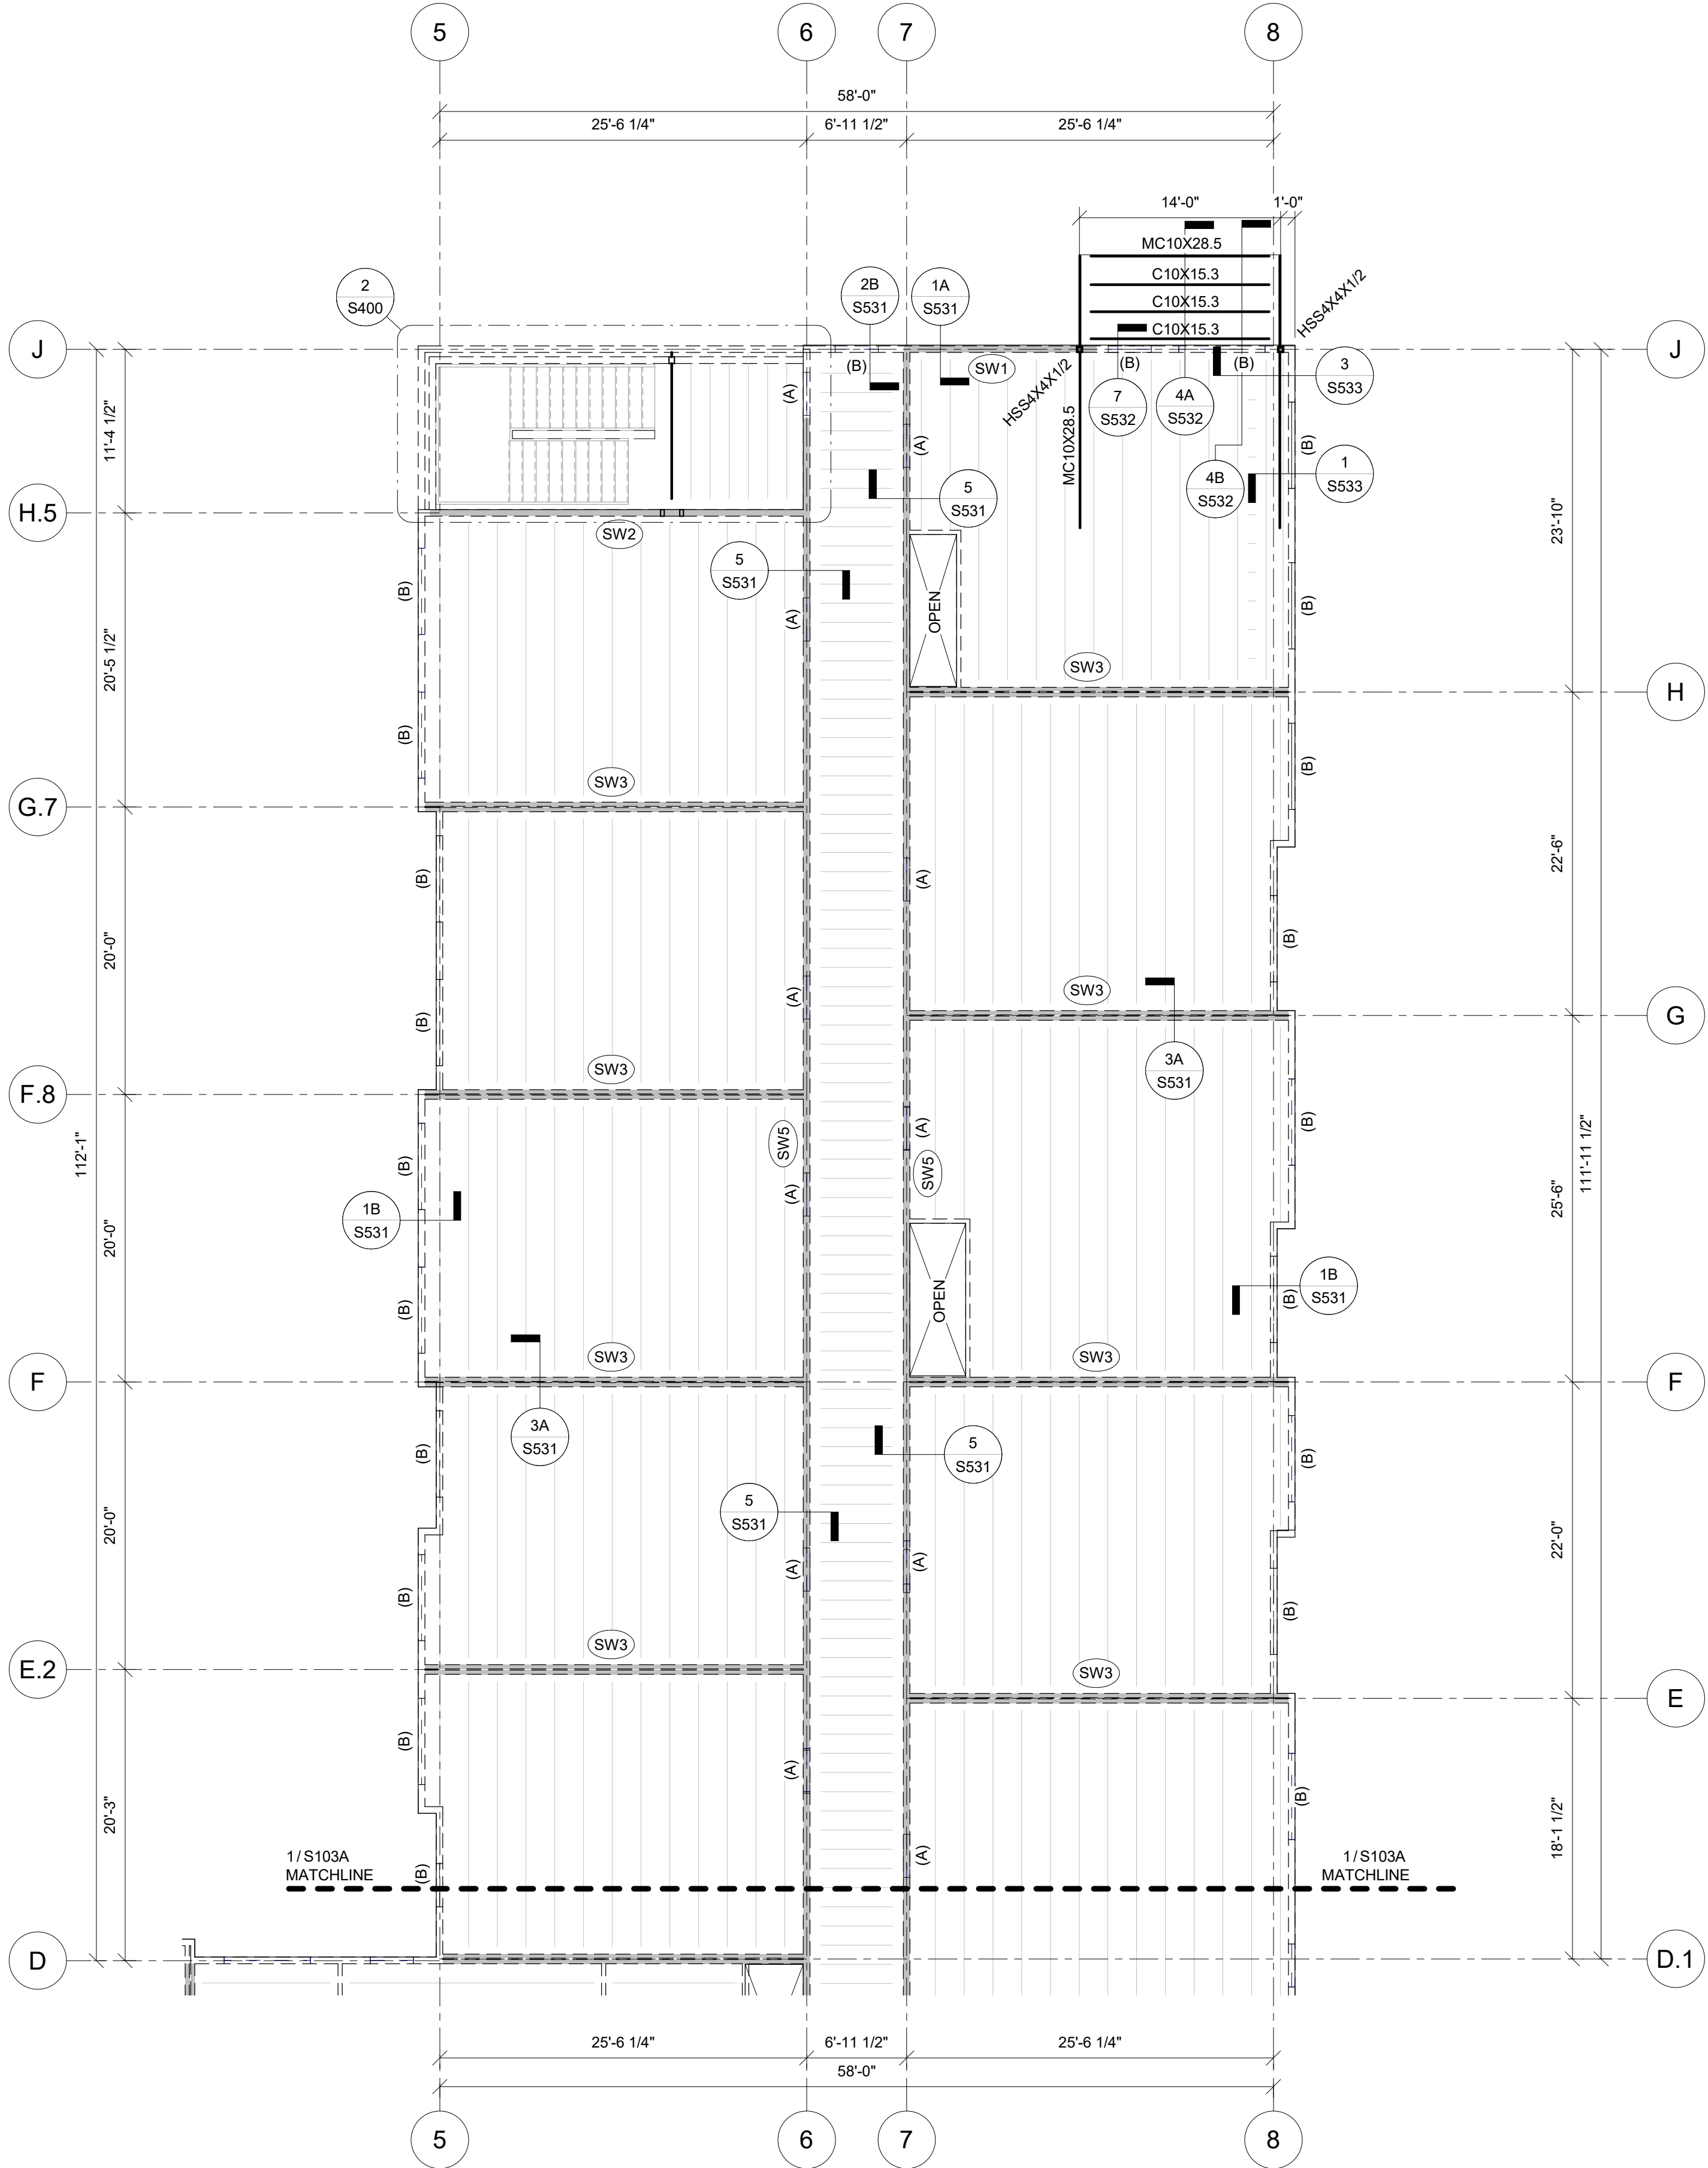 5
6
7
8
58'-0"
25'-6 1/4"
6'-11 1/2"
25'-6 1/4"
14'-0"
1'-0"
MC10X28.5
C10X15.3
C10X15.3
C10X15.3
HSS4X4X1/2
2
S400
2B
S531
1A
S531
J
J
(B)
SW1
HSS4X4X1/2
(B)
(B)
3
S533
7
S532
4A
S532
(A)
11'-4 1/2"
MC10X28.5
(A)
(B)
4B
S532
1
S533
5
S531
H.5
SW2
23'-10"
5
S531
(B)
(A)
OPEN
(B)
20'-5 1/2"
SW3
H
(B)
(B)
SW3
G.7
(B)
(A)
22'-6"
20'-0"
(B)
(B)
(A)
SW3
G
3A
S531
SW3
F.8
112'-1"
SW5
(A)
(B)
(B)
SW5
(A)
111'-11 1/2"
25'-6"
1B
S531
20'-0"
1B
S531
(B)
(B)
OPEN
SW3
SW3
F
F
3A
S531
(B)
5
S531
(B)
5
S531
20'-0"
22'-0"
(A)
(A)
(B)
(B)
SW3
SW3
E.2
E
(B)
(A)
(B)
20'-3"
18'-1 1/2"
1/ S103A
MATCHLINE
(B)
(A)
1/ S103A
MATCHLINE
D
D.1
25'-6 1/4"
6'-11 1/2"
25'-6 1/4"
58'-0"
5
6
7
8